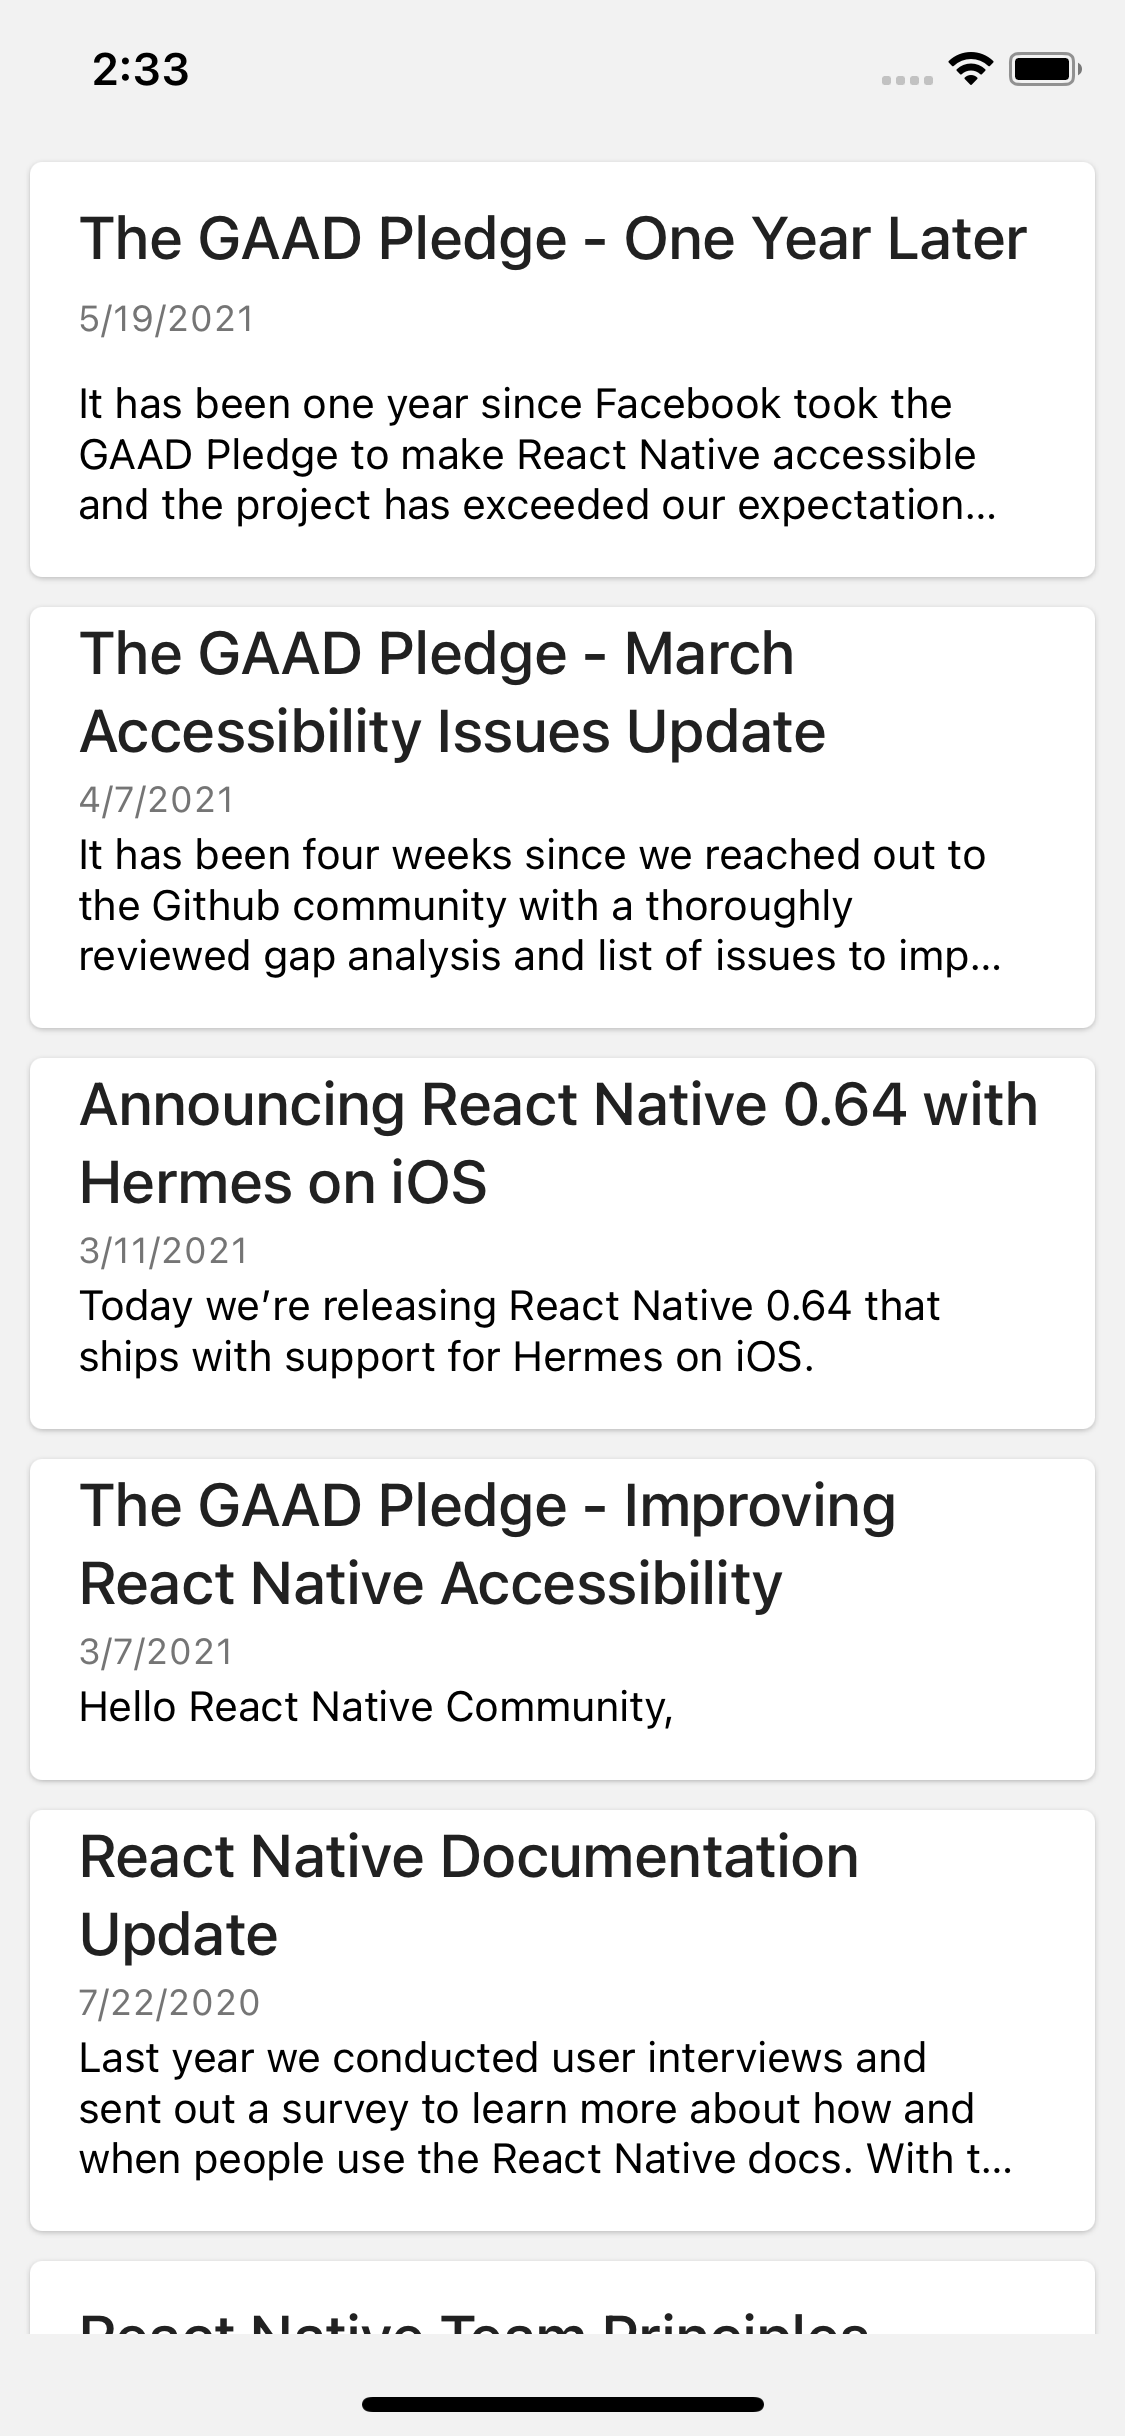 2:33
The GAAD Pledge - One Year Later
5/19/2021
It has been one year since Facebook took the
GAAD Pledge to make React Native accessible
and the project has exceeded our expectation...
The GAAD Pledge - March
Accessibility Issues Update
4/7/2021
It has been four weeks since we reached out to
the Github community with a thoroughly
reviewed gap analysis and list of issues to imp...
Announcing React Native 0.64 with
Hermes on iOS
3/11/2021
Today we’re releasing React Native 0.64 that
ships with support for Hermes on iOS.
The GAAD Pledge - Improving
React Native Accessibility
3/7/2021
Hello React Native Community,
React Native Documentation
Update
7/22/2020
Last year we conducted user interviews and
sent out a survey to learn more about how and
when people use the React Native docs. With t...
React Native Team Principles